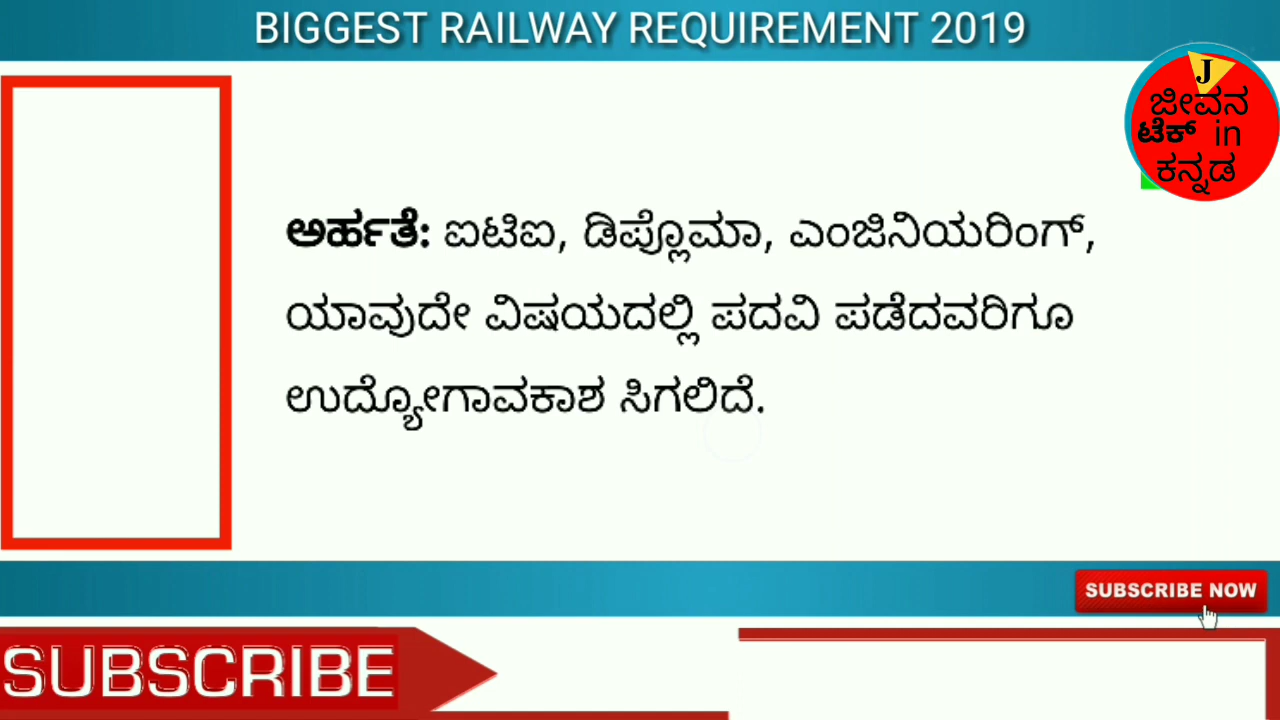 BIGGEST RAILWAY REQUIREMENT 2019
J
ಜೀವನ
ಟೆಕ್ in
ಕನ್ನಡ
ಅರ್ಹತೆ: ಐಟಿಐ, ಡಿಪ್ಲೊಮಾ, ಎಂಜಿನಿಯರಿಂಗ್,
ಯಾವುದೇ ವಿಷಯದಲ್ಲಿ ಪದವಿ ಪಡೆದವರಿಗೂ
ಉದ್ಯೋಗಾವಕಾಶ ಸಿಗಲಿದೆ.
SUBSCRIBE NOW
SUBSCRIBE